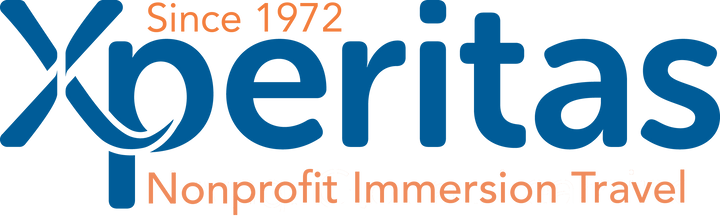 Since 1972
Xperitas
Nonprofit Immersion Travel